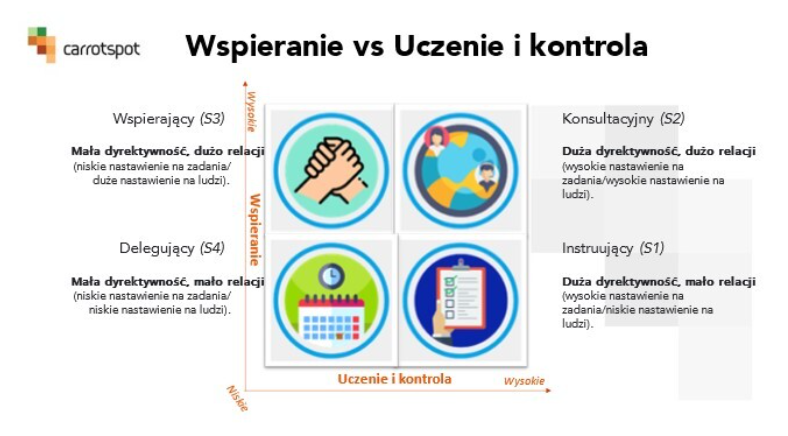 carrotspot
Wspieranie vs Uczenie i kontrola
Wysokie
Wspierający (S3)
Mała dyrektywność, dużo relacji
(niskie nastawienie na zadania/
duże nastawienie na ludzi).
Konsultacyjny (S2)
Duża dyrektywność, dużo relacji
(wysokie nastawienie na
zadania/wysokie nastawienie na
ludzi).
Wspieranie
Delegujący (S4)
Mała dyrektywność, mało relacji
(niskie nastawienie na zadania/
niskie nastawienie na ludzi).
Instruujący (S1)
Duża dyrektywność, mało relacji
(wysokie nastawienie na
zadania/niskie nastawienie na
ludzi).
Niskie
Uczenie i kontrola
Wysokie